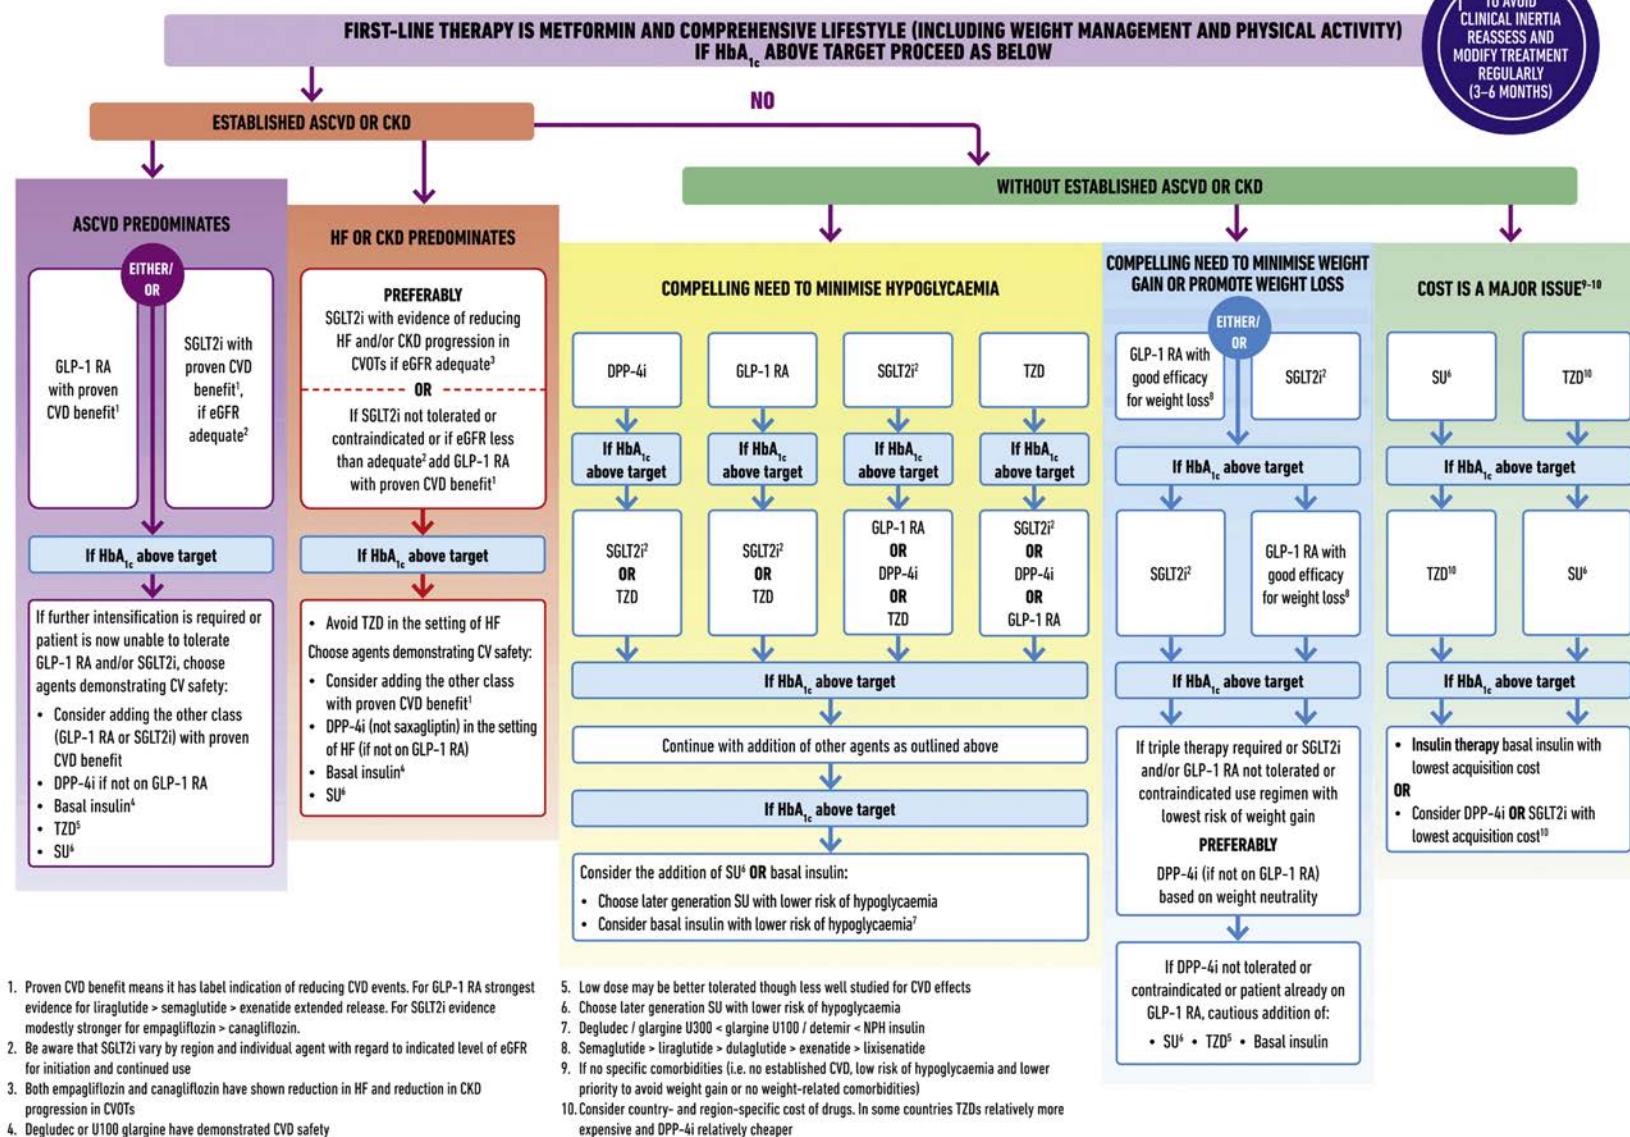 TO AVOID
CLINICAL INERTIA
REASSESS AND
MODIFY TREATMENT
REGULARLY
(3–6 MONTHS)
FIRST-LINE THERAPY IS METFORMIN AND COMPREHENSIVE LIFESTYLE (INCLUDING WEIGHT MANAGEMENT AND PHYSICAL ACTIVITY)
IF HbA1c ABOVE TARGET PROCEED AS BELOW
NO
ESTABLISHED ASCVD OR CKD
WITHOUT ESTABLISHED ASCVD OR CKD
ASCVD PREDOMINATES
EITHER/
OR
GLP-1 RA
with proven
CVD benefit¹
SGLT2i with
proven CVD
benefit¹,
if eGFR
adequate²
If HbA1c above target
If further intensification is required or
patient is now unable to tolerate
GLP-1 RA and/or SGLT2i, choose
agents demonstrating CV safety:
• Consider adding the other class
(GLP-1 RA or SGLT2i) with proven
CVD benefit
• DPP-4i if not on GLP-1 RA
• Basal insulin⁴
• TZD⁵
• SU⁶
HF OR CKD PREDOMINATES
PREFERABLY
SGLT2i with evidence of reducing
HF and/or CKD progression in
CVOTs if eGFR adequate³
OR
If SGLT2i not tolerated or
contraindicated or if eGFR less
than adequate² add GLP-1 RA
with proven CVD benefit¹
If HbA1c above target
• Avoid TZD in the setting of HF
Choose agents demonstrating CV safety:
• Consider adding the other class
with proven CVD benefit¹
• DPP-4i (not saxagliptin) in the setting
of HF (if not on GLP-1 RA)
• Basal insulin⁴
• SU⁶
COMPELLING NEED TO MINIMISE HYPOGLYCAEMIA
DPP-4i
GLP-1 RA
SGLT2i²
TZD
If HbA1c
above target
If HbA1c
above target
If HbA1c
above target
If HbA1c
above target
SGLT2i²
OR
TZD
SGLT2i²
OR
TZD
GLP-1 RA
OR
DPP-4i
OR
TZD
SGLT2i²
OR
DPP-4i
OR
GLP-1 RA
If HbA1c above target
Continue with addition of other agents as outlined above
If HbA1c above target
Consider the addition of SU⁶ OR basal insulin:
• Choose later generation SU with lower risk of hypoglycaemia
• Consider basal insulin with lower risk of hypoglycaemia⁷
COMPELLING NEED TO MINIMISE WEIGHT
GAIN OR PROMOTE WEIGHT LOSS
EITHER/
OR
GLP-1 RA with
good efficacy
for weight loss⁸
SGLT2i²
If HbA1c above target
SGLT2i²
GLP-1 RA with
good efficacy
for weight loss⁸
If HbA1c above target
If triple therapy required or SGLT2i
and/or GLP-1 RA not tolerated or
contraindicated use regimen with
lowest risk of weight gain
PREFERABLY
DPP-4i (if not on GLP-1 RA)
based on weight neutrality
If DPP-4i not tolerated or
contraindicated or patient already on
GLP-1 RA, cautious addition of:
• SU⁶ • TZD⁵ • Basal insulin
COST IS A MAJOR ISSUE⁹⁻¹⁰
SU⁶
TZD¹⁰
If HbA1c above target
TZD¹⁰
SU⁶
If HbA1c above target
• Insulin therapy basal insulin with
lowest acquisition cost
OR
• Consider DPP-4i OR SGLT2i with
lowest acquisition cost¹⁰
1. Proven CVD benefit means it has label indication of reducing CVD events. For GLP-1 RA strongest
evidence for liraglutide > semaglutide > exenatide extended release. For SGLT2i evidence
modestly stronger for empagliflozin > canagliflozin.
2. Be aware that SGLT2i vary by region and individual agent with regard to indicated level of eGFR
for initiation and continued use
3. Both empagliflozin and canagliflozin have shown reduction in HF and reduction in CKD
progression in CVOTs
4. Degludec or U100 glargine have demonstrated CVD safety
5. Low dose may be better tolerated though less well studied for CVD effects
6. Choose later generation SU with lower risk of hypoglycaemia
7. Degludec / glargine U300 < glargine U100 / detemir < NPH insulin
8. Semaglutide > liraglutide > dulaglutide > exenatide > lixisenatide
9. If no specific comorbidities (i.e. no established CVD, low risk of hypoglycaemia and lower
priority to avoid weight gain or no weight-related comorbidities)
10. Consider country- and region-specific cost of drugs. In some countries TZDs relatively more
expensive and DPP-4i relatively cheaper